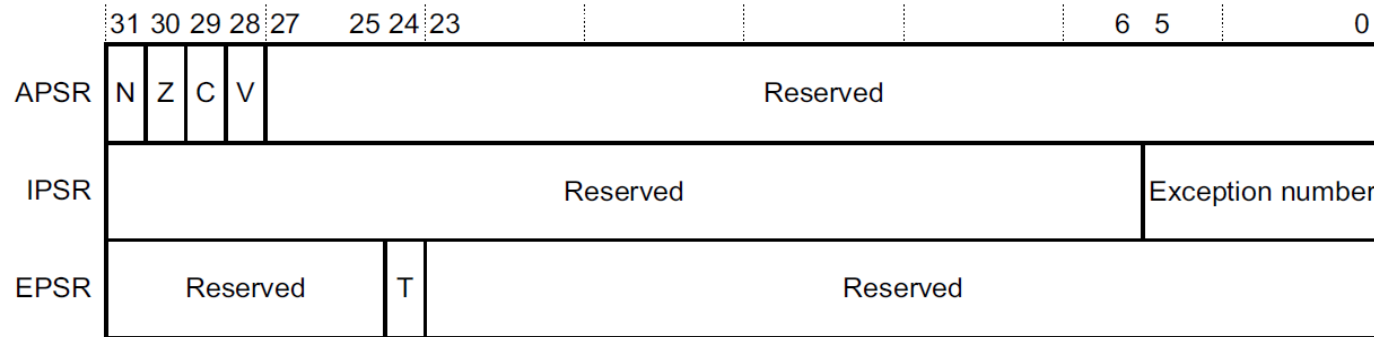 31 30 29 28 27 25 24 23 6 5 0
APSR N Z C V Reserved
IPSR Reserved Exception number
EPSR Reserved T Reserved